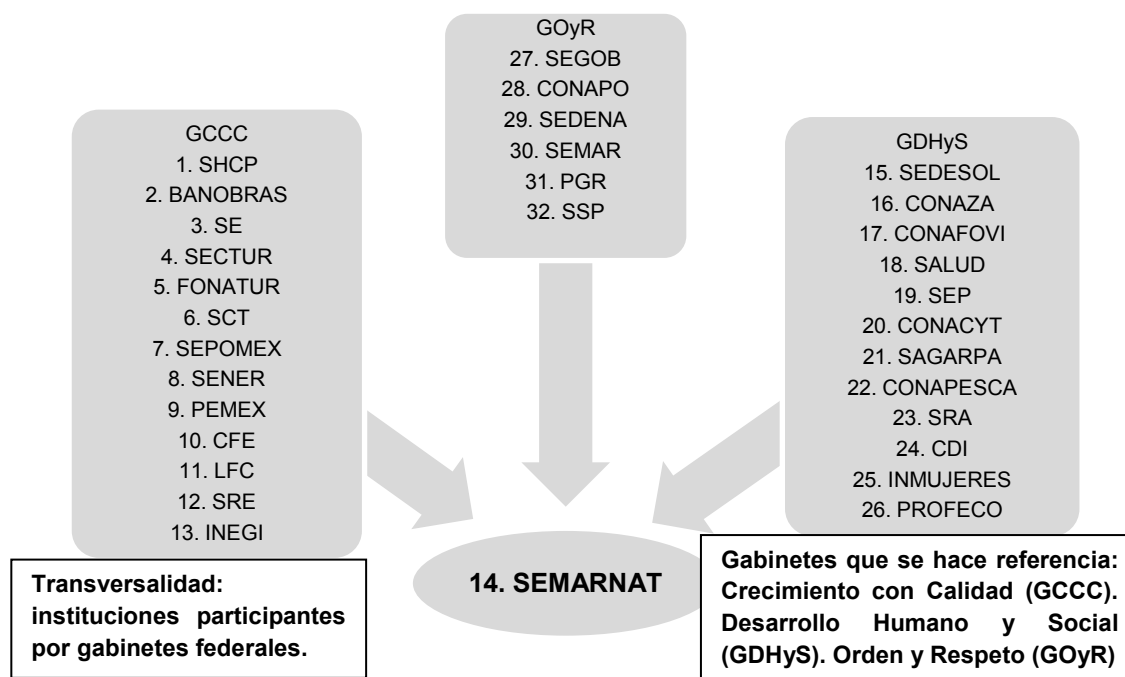 GOyR
27. SEGOB
28. CONAPO
29. SEDENA
30. SEMAR
31. PGR
32. SSP
GCCC
1. SHCP
2. BANOBRAS
3. SE
4. SECTUR
5. FONATUR
6. SCT
7. SEPOMEX
8. SENER
9. PEMEX
10. CFE
11. LFC
12. SRE
13. INEGI
GDHyS
15. SEDESOL
16. CONAZA
17. CONAFOVI
18. SALUD
19. SEP
20. CONACYT
21. SAGARPA
22. CONAPESCA
23. SRA
24. CDI
25. INMUJERES
26. PROFECO
14. SEMARNAT
Transversalidad:
instituciones participantes
por gabinetes federales.
Gabinetes que se hace referencia:
Crecimiento con Calidad (GCCC).
Desarrollo Humano y Social
(GDHyS). Orden y Respeto (GOyR)